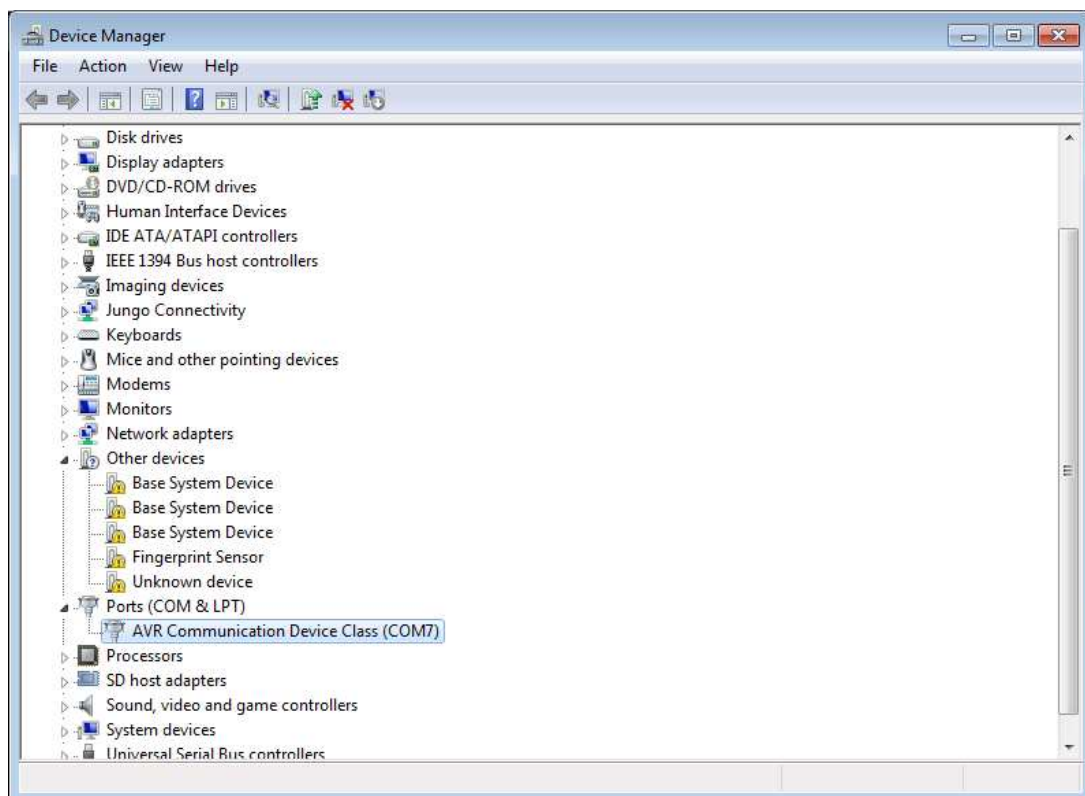 Device Manager
File Action View Help
Disk drives
Display adapters
DVD/CD-ROM drives
Human Interface Devices
IDE ATA/ATAPI controllers
IEEE 1394 Bus host controllers
Imaging devices
Jungo Connectivity
Keyboards
Mice and other pointing devices
Modems
Monitors
Network adapters
Other devices
Base System Device
Base System Device
Base System Device
Fingerprint Sensor
Unknown device
Ports (COM & LPT)
AVR Communication Device Class (COM7)
Processors
SD host adapters
Sound, video and game controllers
System devices
Universal Serial Bus controllers